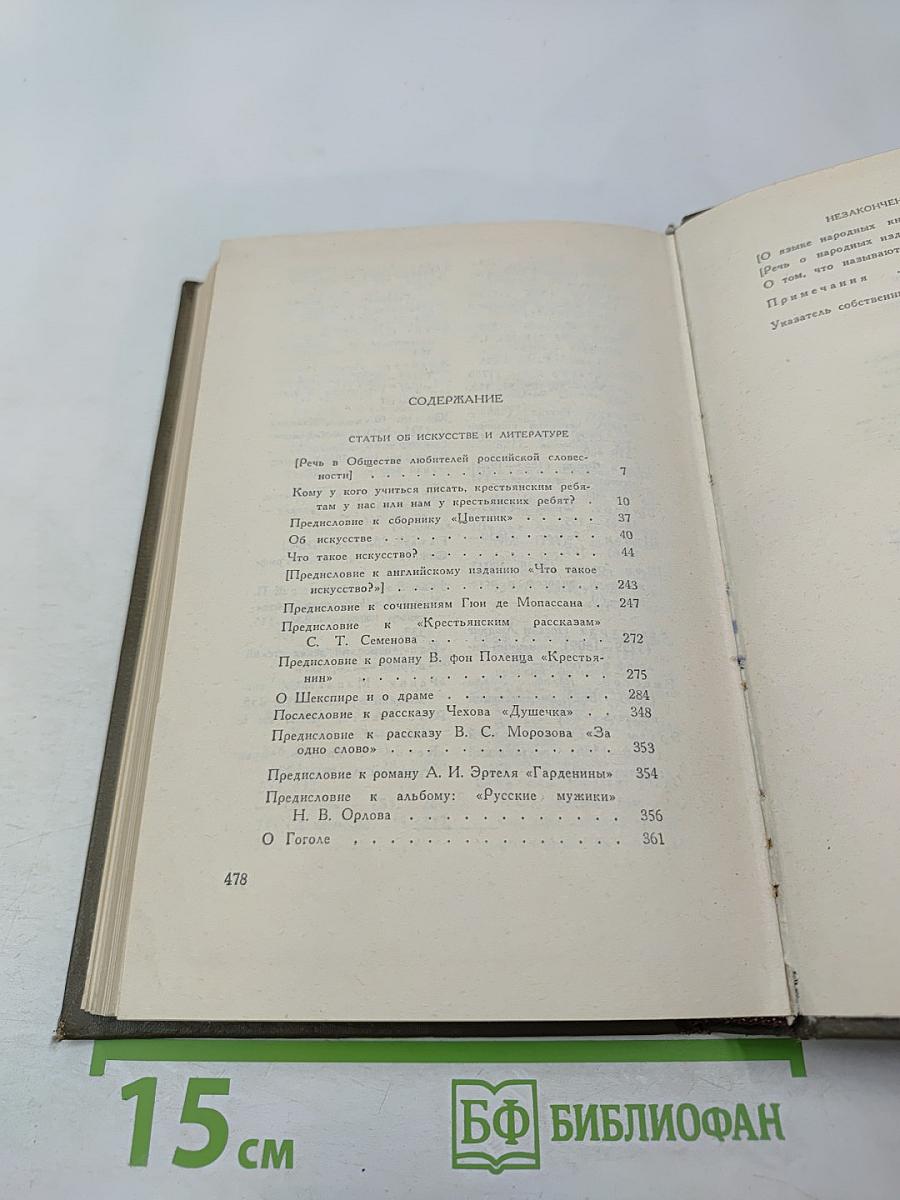 СОДЕРЖАНИЕ
СТАТЬИ ОБ ИСКУССТВЕ И ЛИТЕРАТУРЕ
[Речь в Обществе любителей российской словес-
ности] . . . . . . . . . . . . . . . 7
Кому у кого учиться писать, крестьянским ребя-
там у нас или нам у крестьянских ребят? . 10
Предисловие к сборнику «Цветник» . . . . . 37
Об искусстве . . . . . . . . . . . . . 40
Что такое искусство? . . . . . . . . . . 44
[Предисловие к английскому изданию «Что такое
искусство?»] . . . . . . . . . . . . 243
Предисловие к сочинениям Гюи де Мопассана . 247
Предисловие к «Крестьянским рассказам»
С. Т. Семенова . . . . . . . . . . . 272
Предисловие к роману В. фон Поленца «Крестья-
нин» . . . . . . . . . . . . . . . 275
О Шекспире и о драме . . . . . . . . . . 284
Послесловие к рассказу Чехова «Душечка» . . 348
Предисловие к рассказу В. С. Морозова «За
одно слово» . . . . . . . . . . . . . 353
Предисловие к роману А. И. Эртеля «Гарденины» 354
Предисловие к альбому: «Русские мужики»
Н. В. Орлова . . . . . . . . . . . . 356
О Гоголе , . . . . . . . . . . . . . . 361
478
НЕЗАКОНЧЕН
[О языке народных кн
[Речь о народных изд
О том, что называют
Примечания
Указатель собственн
15 см
БФ БИБЛИОФАН